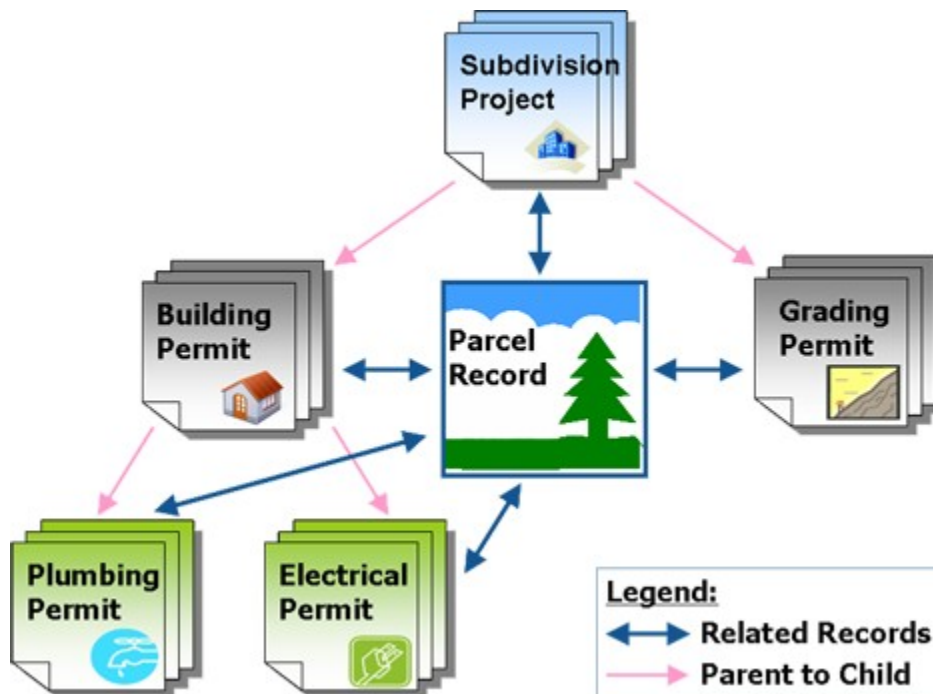 Subdivision
Project
Building
Permit
Parcel
Record
Grading
Permit
Plumbing
Permit
Electrical
Permit
Legend:
Related Records
Parent to Child